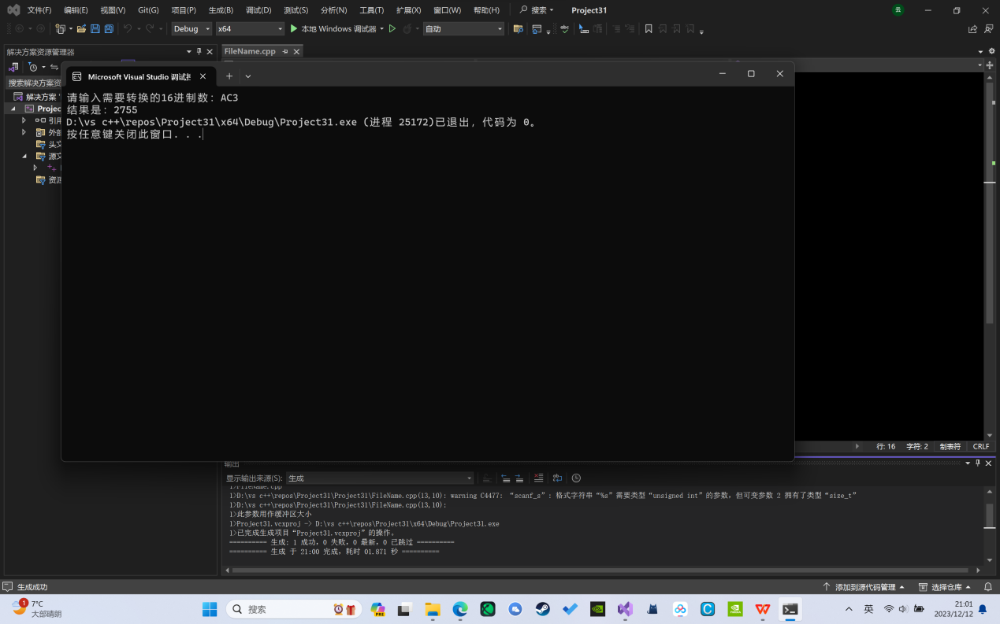 文件(F) 编辑(E) 视图(V) Git(G) 项目(P) 生成(B) 调试(D) 测试(S) 分析(N) 工具(T) 扩展(X) 窗口(W) 帮助(H) 搜索 Project31 云
Debug x64 本地 Windows 调试器 自动
解决方案资源管理器
FileName.cpp
搜索解决方案资
解决方案
Projec
引用
外部
头文
源文
资源
Microsoft Visual Studio 调试
请输入需要转换的16进制数: AC3
结果是: 2755
D:\vs c++\repos\Project31\x64\Debug\Project31.exe (进程 25172)已退出, 代码为 0。
按任意键关闭此窗口. . .
行: 16 字符: 2 制表符 CRLF
输出
显示输出来源(S): 生成
1>FileName.cpp
1>D:\vs c++\repos\Project31\Project31\FileName.cpp(13,10): warning C4477: “scanf_s”: 格式字符串“%s”需要类型“unsigned int”的参数, 但可变参数 2 拥有了类型“size_t”
1>D:\vs c++\repos\Project31\Project31\FileName.cpp(13,10):
1>此参数用作缓冲区大小
1>Project31.vcxproj -> D:\vs c++\repos\Project31\x64\Debug\Project31.exe
1>已完成生成项目“Project31.vcxproj”的操作。
========== 生成: 1 成功, 0 失败, 0 最新, 0 已跳过 ==========
========== 生成 于 21:00 完成, 耗时 01.871 秒 ==========
生成成功
添加到源代码管理 选择仓库
1
7°C
大部晴朗
搜索
PRE
英
21:01
2023/12/12